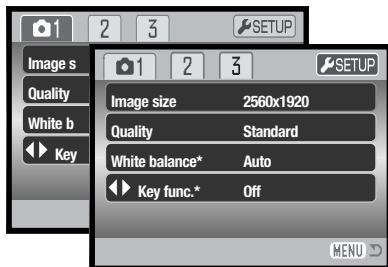 1 2 3 SETUP
Image s
Quality
White b
Key
1 2 3 SETUP
Image size 2560x1920
Quality Standard
White balance* Auto
Key func.* Off
MENU